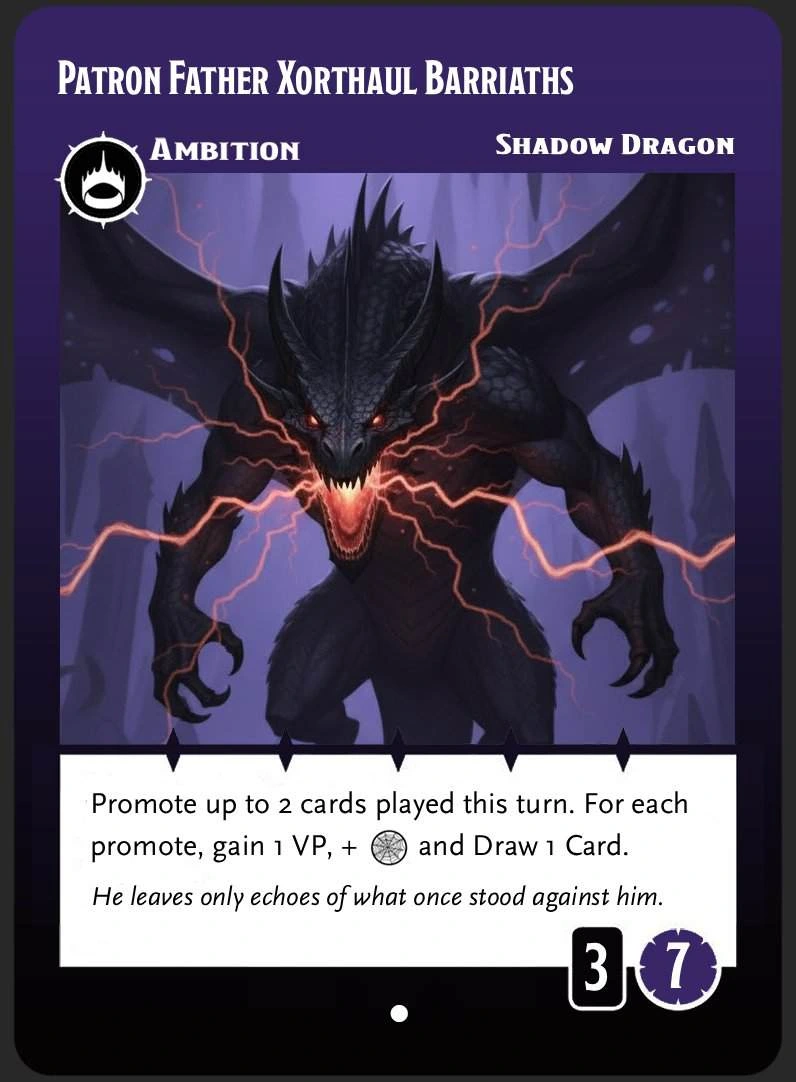 Patron Father Xorthaul Barriaths
Ambition
Shadow Dragon
Promote up to 2 cards played this turn. For each
promote, gain 1 VP, + and Draw 1 Card.
He leaves only echoes of what once stood against him.
3
7